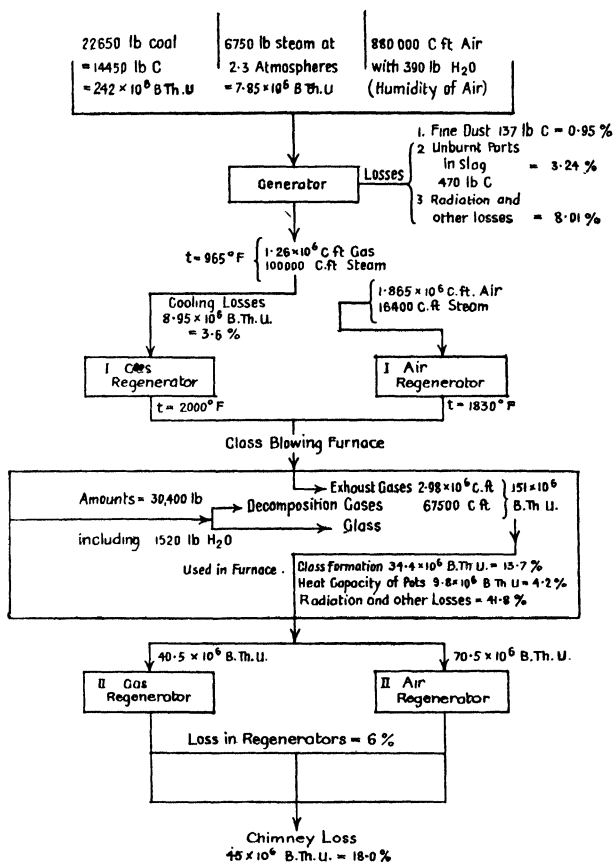 22650 lb coal
= 14450 lb C
= 242 × 10⁶ B Th. U
6750 lb steam at
2·3 Atmospheres
= 7·85 × 10⁶ B Th U
880 000 C ft Air
with 390 lb H2O
(Humidity of Air)
Generator
Losses
1. Fine Dust 137 lb C = 0·95 %
2 Unburnt Parts
in Slag = 3·24 %
470 lb C
3 Radiation and
other losses = 8·01 %
t = 965° F
1·26 × 10⁶ C ft Gas
100000 C.ft Steam
Cooling Losses
8·95 × 10⁶ B.Th.U.
= 3·6 %
1·865 × 10⁶ C.ft. Air
16400 C.ft Steam
I Gas
Regenerator
I Air
Regenerator
t = 2000° F
t = 1830° F
Glass Blowing Furnace
Amounts = 30,400 lb
including 1520 lb H2O
Exhaust Gases 2·98 × 10⁶ C.ft
Decomposition Gases 67500 C ft
Glass
151 × 10⁶
B.Th U.
Used in Furnace.
Glass Formation 34·4 × 10⁶ B.Th U. = 13·7 %
Heat Capacity of Pots 9·8 × 10⁶ B Th U = 4·2 %
Radiation and other Losses = 41·8 %
40·5 × 10⁶ B.Th.U.
70·5 × 10⁶ B.Th.U.
II Gas
Regenerator
II Air
Regenerator
Loss in Regenerators = 6 %
Chimney Loss
45 × 10⁶ B.Th.U. = 18·0 %